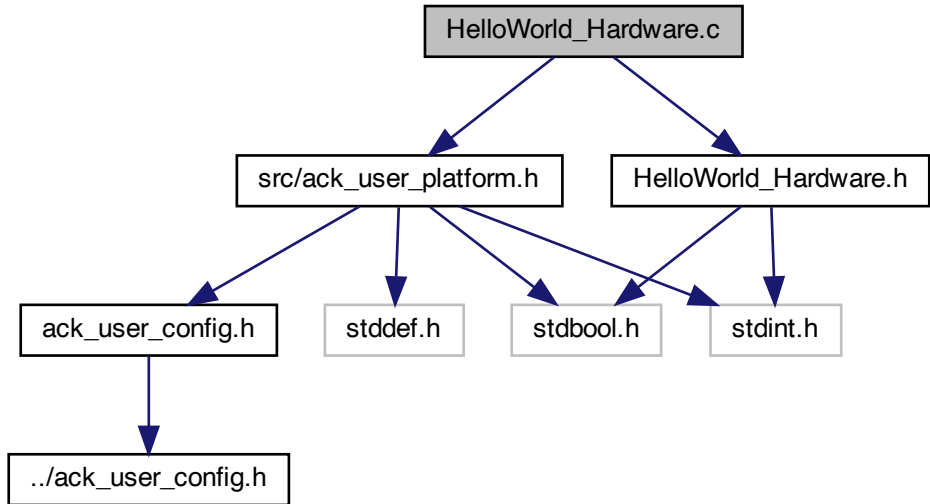 HelloWorld_Hardware.c
src/ack_user_platform.h
HelloWorld_Hardware.h
ack_user_config.h
stddef.h
stdbool.h
stdint.h
../ack_user_config.h